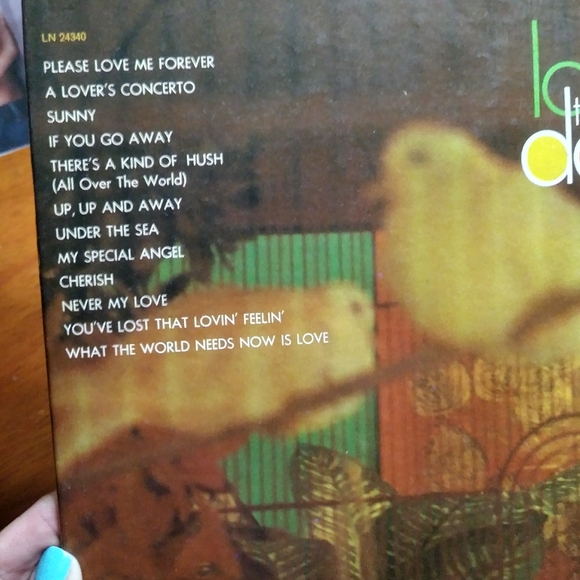 LN 24340
PLEASE LOVE ME FOREVER
A LOVER'S CONCERTO
SUNNY
IF YOU GO AWAY
THERE'S A KIND OF HUSH
(All Over The World)
UP, UP AND AWAY
UNDER THE SEA
MY SPECIAL ANGEL
CHERISH
NEVER MY LOVE
YOU'VE LOST THAT LOVIN' FEELIN'
WHAT THE WORLD NEEDS NOW IS LOVE